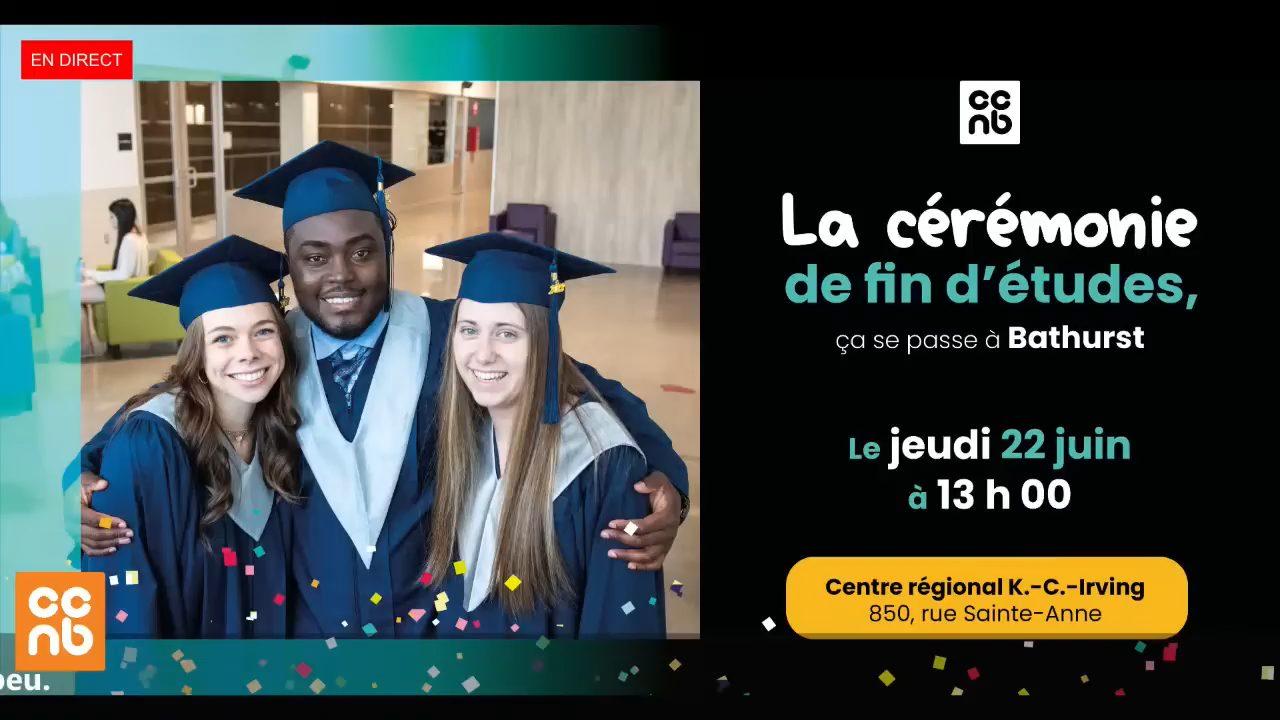 EN DIRECT
cc
nb
La cérémonie
de fin d’études,
ça se passe à Bathurst
Le jeudi 22 juin
à 13 h 00
Centre régional K.-C.-Irving
850, rue Sainte-Anne
cc
nb